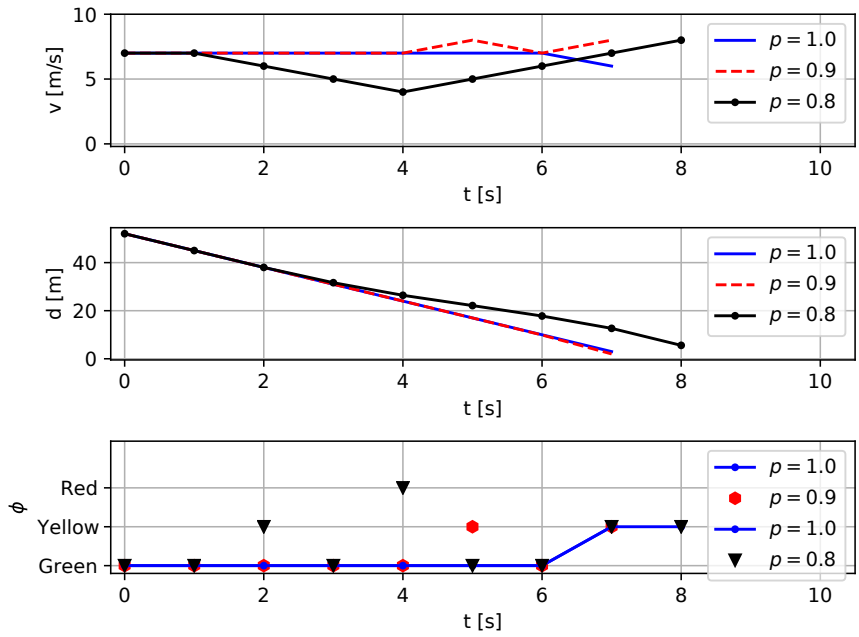 10
5
0
v [m/s]
p = 1.0
p = 0.9
p = 0.8
0 2 4 6 8 10
t [s]
40
20
0
d [m]
p = 1.0
p = 0.9
p = 0.8
0 2 4 6 8 10
t [s]
Red
Yellow
Green
ϕ
p = 1.0
p = 0.9
p = 1.0
p = 0.8
0 2 4 6 8 10
t [s]